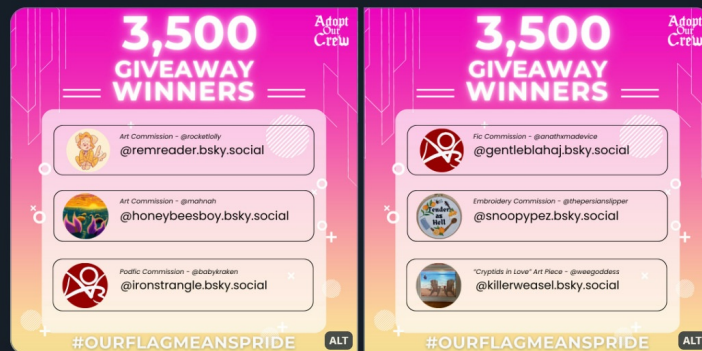 3,500
Adopt
Our
Crew
GIVEAWAY
WINNERS
Art Commission - @rocketlolly
@remreader.bsky.social
Art Commission - @mahnah
@honeybeesboy.bsky.social
Podfic Commission - @babykraken
@ironstrangle.bsky.social
#OURFLAGMEANSPRIDE
ALT
3,500
Adopt
Our
Crew
GIVEAWAY
WINNERS
Fic Commission - @anathxmadevice
@gentleblahaj.bsky.social
Embroidery Commission - @thepersianslipper
Tender
as
Hell
@snoopypez.bsky.social
"Cryptids in Love" Art Piece - @weegoddess
@killerweasel.bsky.social
#OURFLAGMEANSPRIDE
ALT